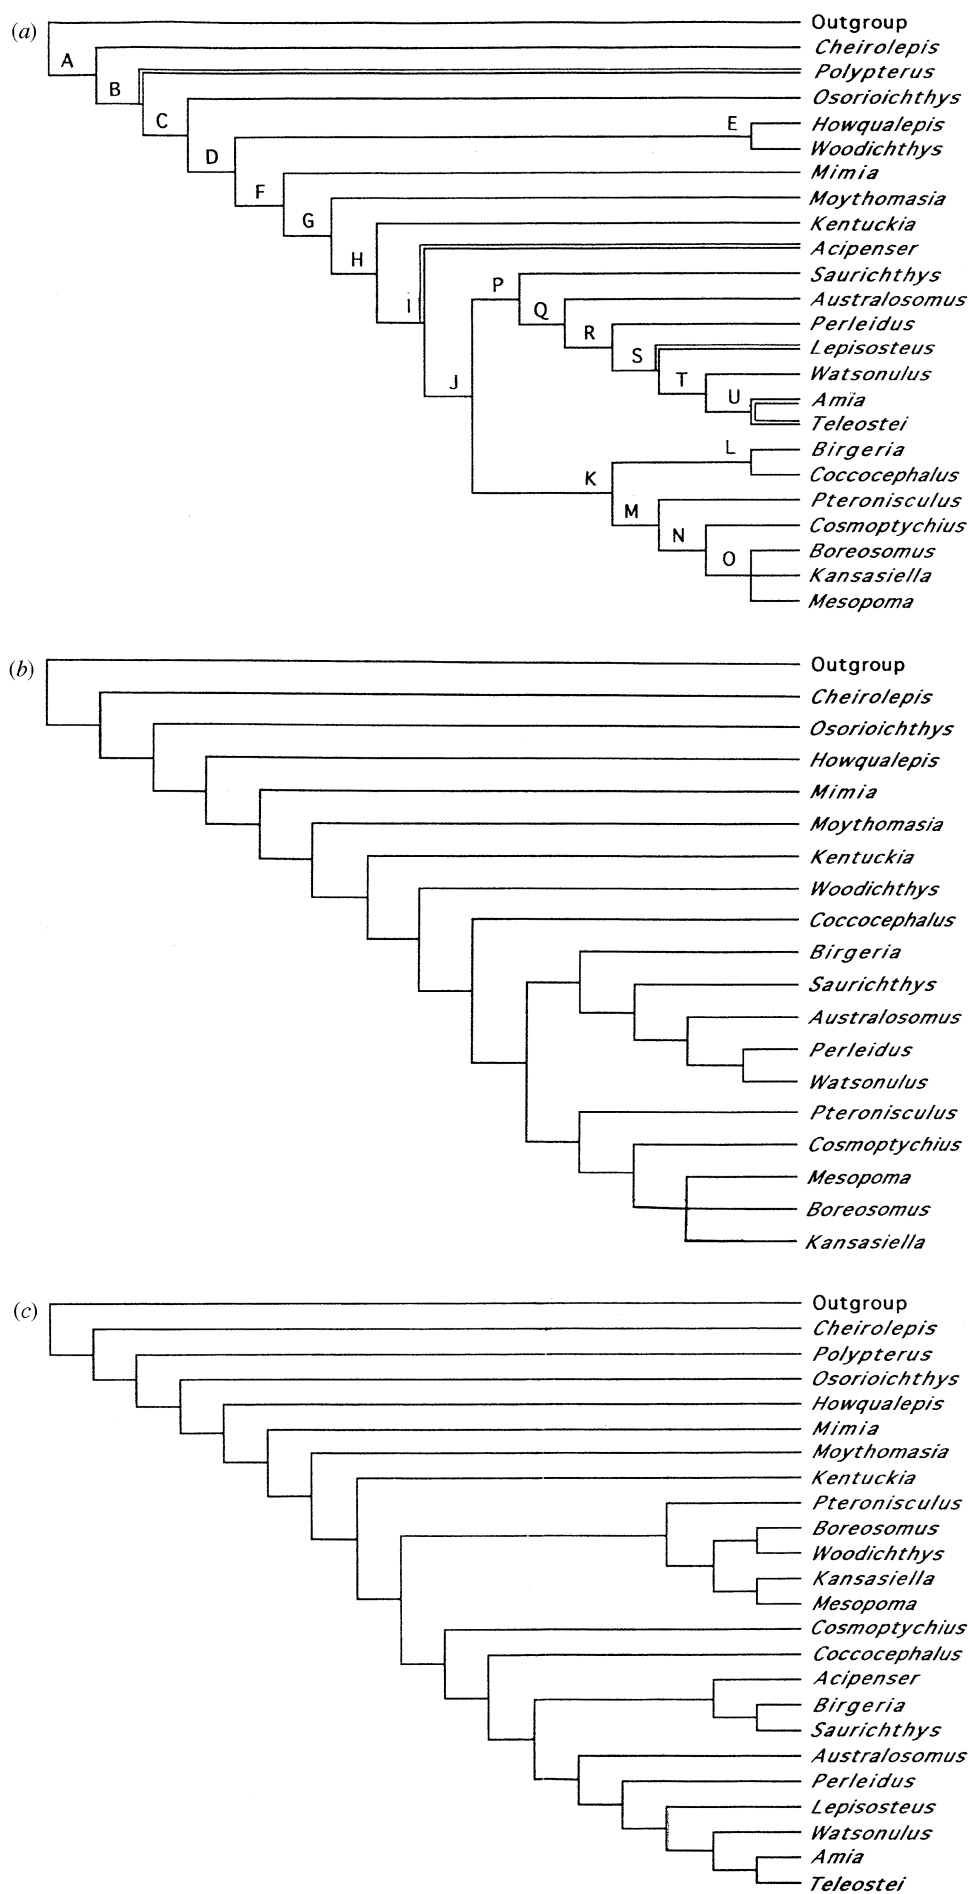 (a)
Outgroup
A
Cheirolepis
B
Polypterus
C
Osorioichthys
D
E
Howqualepis
Woodichthys
F
Mimia
G
Moythomasia
H
Kentuckia
I
Acipenser
J
P
Saurichthys
Q
Australosomus
R
Perleidus
S
Lepisosteus
T
Watsonulus
U
Amia
Teleostei
K
L
Birgeria
Coccocephalus
M
Pteronisculus
N
Cosmoptychius
O
Boreosomus
Kansasiella
Mesopoma
(b)
Outgroup
Cheirolepis
Osorioichthys
Howqualepis
Mimia
Moythomasia
Kentuckia
Woodichthys
Coccocephalus
Birgeria
Saurichthys
Australosomus
Perleidus
Watsonulus
Pteronisculus
Cosmoptychius
Mesopoma
Boreosomus
Kansasiella
(c)
Outgroup
Cheirolepis
Polypterus
Osorioichthys
Howqualepis
Mimia
Moythomasia
Kentuckia
Pteronisculus
Boreosomus
Woodichthys
Kansasiella
Mesopoma
Cosmoptychius
Coccocephalus
Acipenser
Birgeria
Saurichthys
Australosomus
Perleidus
Lepisosteus
Watsonulus
Amia
Teleostei